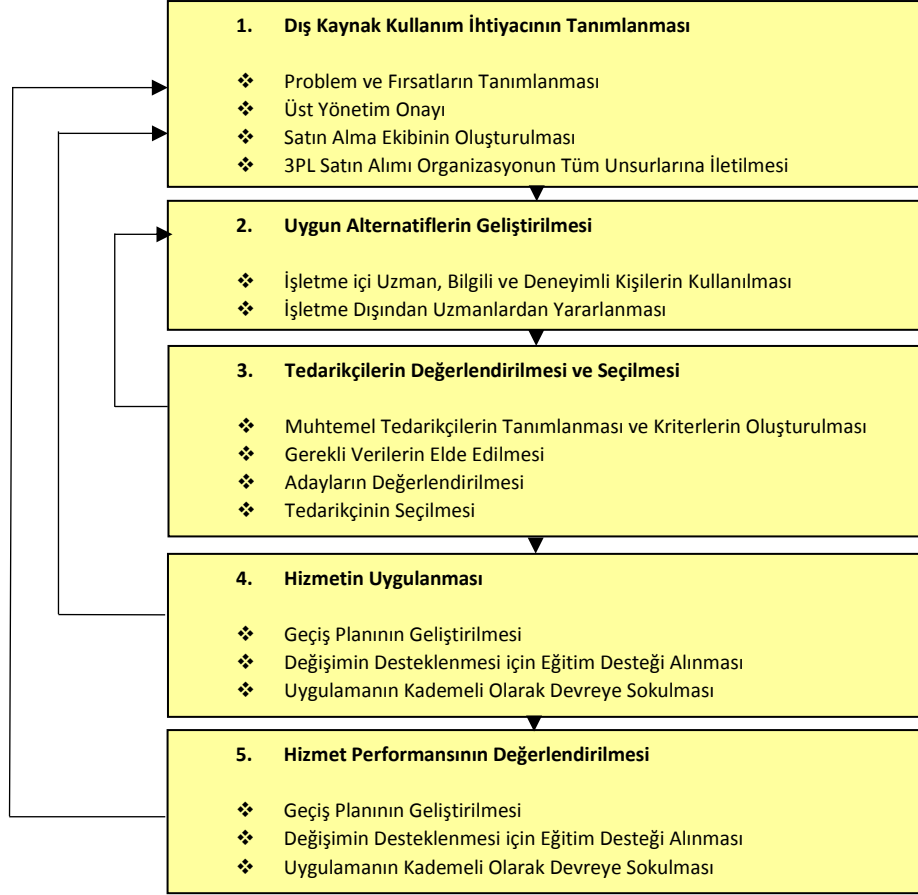 1. Dış Kaynak Kullanım İhtiyacının Tanımlanması
❖ Problem ve Fırsatların Tanımlanması
❖ Üst Yönetim Onayı
❖ Satın Alma Ekibinin Oluşturulması
❖ 3PL Satın Alımı Organizasyonun Tüm Unsurlarına İletilmesi
2. Uygun Alternatiflerin Geliştirilmesi
❖ İşletme içi Uzman, Bilgili ve Deneyimli Kişilerin Kullanılması
❖ İşletme Dışından Uzmanlardan Yararlanması
3. Tedarikçilerin Değerlendirilmesi ve Seçilmesi
❖ Muhtemel Tedarikçilerin Tanımlanması ve Kriterlerin Oluşturulması
❖ Gerekli Verilerin Elde Edilmesi
❖ Adayların Değerlendirilmesi
❖ Tedarikçinin Seçilmesi
4. Hizmetin Uygulanması
❖ Geçiş Planının Geliştirilmesi
❖ Değişimin Desteklenmesi için Eğitim Desteği Alınması
❖ Uygulamanın Kademeli Olarak Devreye Sokulması
5. Hizmet Performansının Değerlendirilmesi
❖ Geçiş Planının Geliştirilmesi
❖ Değişimin Desteklenmesi için Eğitim Desteği Alınması
❖ Uygulamanın Kademeli Olarak Devreye Sokulması